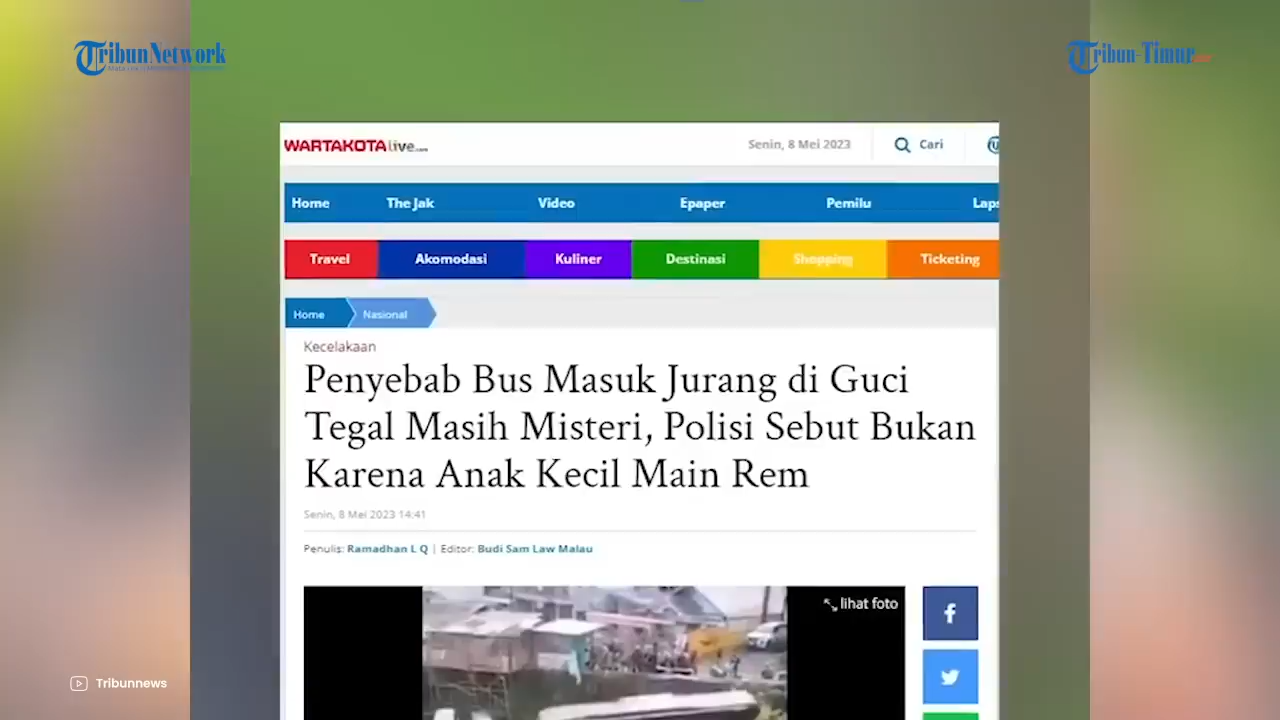 TribunNetwork
Tribun-Timur
WARTAKOTAlive.com
Senin, 8 Mei 2023
Cari
Home
The Jak
Video
Epaper
Pemilu
Laps
Travel
Akomodasi
Kuliner
Destinasi
Shopping
Ticketing
Home
Nasional
Kecelakaan
Penyebab Bus Masuk Jurang di Guci
Tegal Masih Misteri, Polisi Sebut Bukan
Karena Anak Kecil Main Rem
Senin, 8 Mei 2023 14:41
Penulis: Ramadhan L Q | Editor: Budi Sam Law Malau
lihat foto
Tribunnews